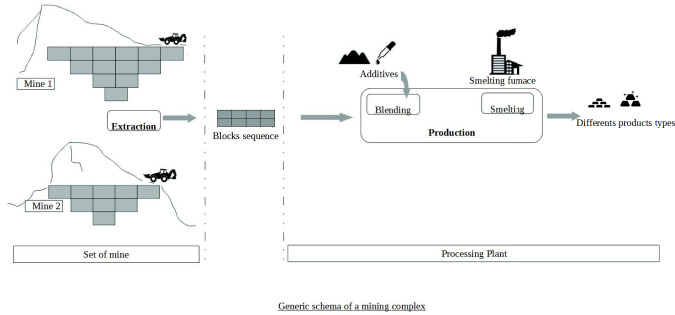 Mine 1
Additives
Smelting fumace
Blending
Smelting
Extraction
Production
Blocks sequence
Differents products types
Mine 2
Set of mine
Processing Plant
Generic schema of a mining complex